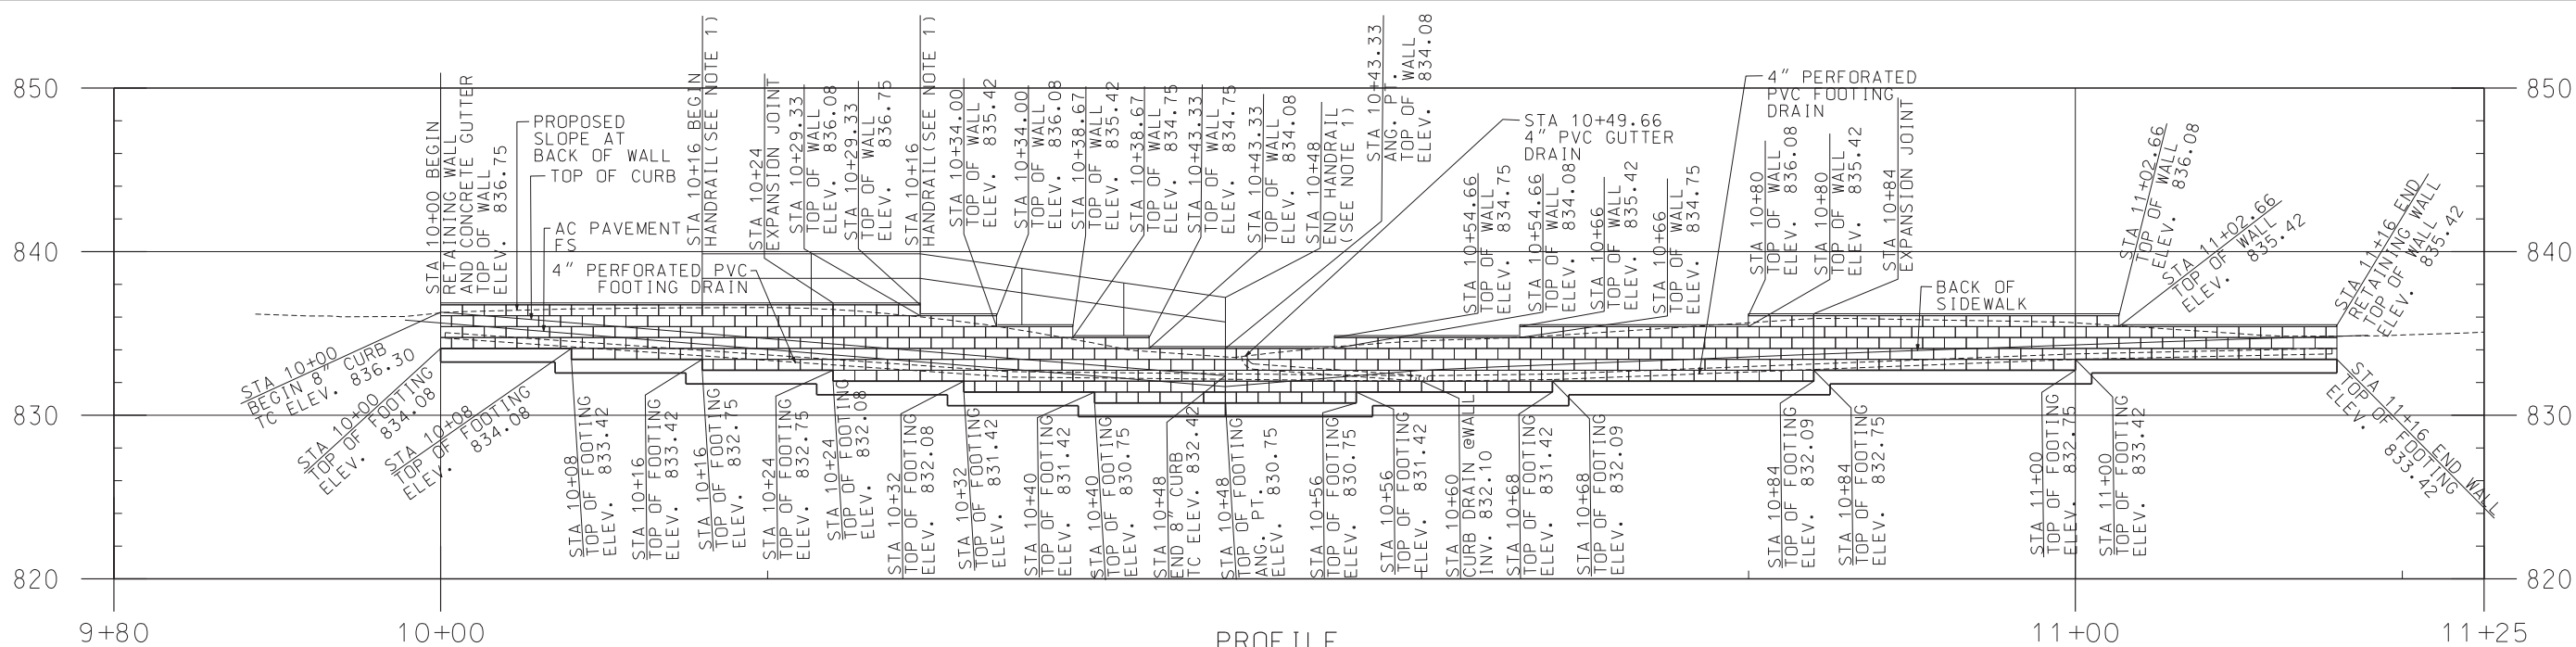 850
840
830
820
850
840
830
820
9+80
10+00
11+00
11+25
PROFILE
STA 10+00 BEGIN
RETAINING WALL
AND CONCRETE GUTTER
TOP OF WALL
ELEV. 836.75
PROPOSED
SLOPE AT
BACK OF WALL
TOP OF CURB
AC PAVEMENT
FS
4" PERFORATED PVC
FOOTING DRAIN
STA 10+16 BEGIN
HANDRAIL(SEE NOTE 1)
STA 10+24
EXPANSION JOINT
STA 10+29.33
TOP OF WALL
ELEV. 836.08
STA 10+29.33
TOP OF WALL
ELEV. 836.75
STA 10+16
HANDRAIL(SEE NOTE 1)
STA 10+34.00
TOP OF WALL
ELEV. 835.42
STA 10+34.00
TOP OF WALL
ELEV. 836.08
STA 10+38.67
TOP OF WALL
ELEV. 835.42
STA 10+38.67
TOP OF WALL
ELEV. 834.75
STA 10+43.33
TOP OF WALL
ELEV. 834.75
STA 10+43.33
TOP OF WALL
ELEV. 834.08
STA 10+48
END HANDRAIL
(SEE NOTE 1)
STA 10+43.33
ANG. PT.
TOP OF WALL
ELEV. 834.08
STA 10+49.66
4" PVC GUTTER
DRAIN
STA 10+54.66
TOP OF WALL
ELEV. 834.75
STA 10+54.66
TOP OF WALL
ELEV. 834.08
STA 10+66
TOP OF WALL
ELEV. 835.42
STA 10+66
TOP OF WALL
ELEV. 834.75
4" PERFORATED
PVC FOOTING
DRAIN
STA 10+80
TOP OF WALL
ELEV. 836.08
STA 10+80
TOP OF WALL
ELEV. 835.42
STA 10+84
EXPANSION JOINT
BACK OF
SIDEWALK
STA 11+02.66
TOP OF WALL
ELEV. 836.08
STA 11+02.66
TOP OF WALL
ELEV. 835.42
STA 11+16 END
RETAINING WALL
TOP OF WALL
ELEV. 835.42
STA 10+00
BEGIN 8" CURB
TC ELEV. 836.30
STA 10+00
TOP OF FOOTING
ELEV. 834.08
STA 10+08
TOP OF FOOTING
ELEV. 834.08
STA 10+08
TOP OF FOOTING
ELEV. 833.42
STA 10+16
TOP OF FOOTING
ELEV. 833.42
STA 10+16
TOP OF FOOTING
ELEV. 832.75
STA 10+24
TOP OF FOOTING
ELEV. 832.75
STA 10+24
TOP OF FOOTING
ELEV. 832.08
STA 10+32
TOP OF FOOTING
ELEV. 832.08
STA 10+32
TOP OF FOOTING
ELEV. 831.42
STA 10+40
TOP OF FOOTING
ELEV. 831.42
STA 10+40
TOP OF FOOTING
ELEV. 830.75
STA 10+48
END 8" CURB
TC ELEV. 832.42
STA 10+48
TOP OF FOOTING
ANG. PT.
ELEV. 830.75
STA 10+56
TOP OF FOOTING
ELEV. 830.75
STA 10+56
TOP OF FOOTING
ELEV. 831.42
STA 10+60
CURB DRAIN @WALL
INV. 832.10
STA 10+68
TOP OF FOOTING
ELEV. 831.42
STA 10+68
TOP OF FOOTING
ELEV. 832.09
STA 10+84
TOP OF FOOTING
ELEV. 832.09
STA 10+84
TOP OF FOOTING
ELEV. 832.75
STA 11+00
TOP OF FOOTING
ELEV. 832.75
STA 11+00
TOP OF FOOTING
ELEV. 833.42
STA 11+16 END WALL
TOP OF FOOTING
ELEV. 833.42